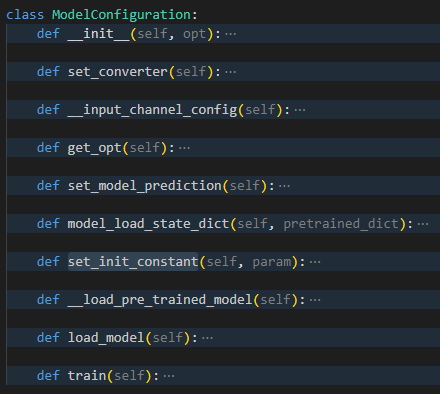 class ModelConfiguration:
    def __init__(self, opt):···
    def set_converter(self):···
    def __input_channel_config(self):···
    def get_opt(self):···
    def set_model_prediction(self):···
    def model_load_state_dict(self, pretrained_dict):···
    def set_init_constant(self, param):···
    def __load_pre_trained_model(self):···
    def load_model(self):···
    def train(self):···